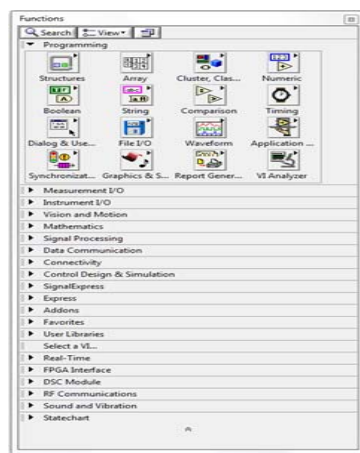 Functions
Search View
Programming
Structures Array Cluster, Clas... Numeric
Boolean String Comparison Timing
Dialog & Use... File I/O Waveform Application ...
Synchronizat... Graphics & S... Report Gener... VI Analyzer
Measurement I/O
Instrument I/O
Vision and Motion
Mathematics
Signal Processing
Data Communication
Connectivity
Control Design & Simulation
SignalExpress
Express
Addons
Favorites
User Libraries
Select a VI...
Real-Time
FPGA Interface
DSC Module
RF Communications
Sound and Vibration
Statechart